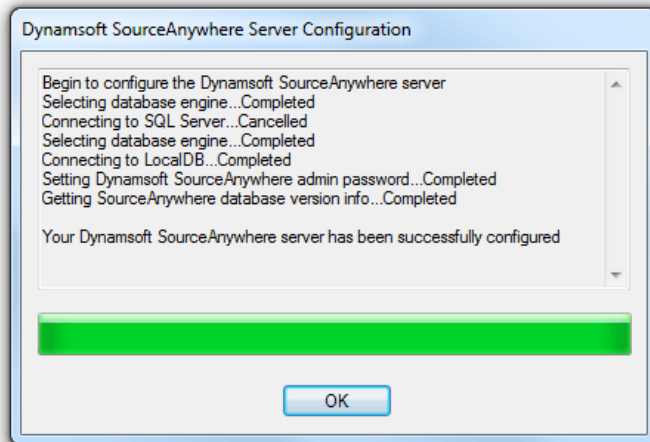 Dynamsoft SourceAnywhere Server Configuration
Begin to configure the Dynamsoft SourceAnywhere server
Selecting database engine...Completed
Connecting to SQL Server...Cancelled
Selecting database engine...Completed
Connecting to LocalDB...Completed
Setting Dynamsoft SourceAnywhere admin password...Completed
Getting SourceAnywhere database version info...Completed
Your Dynamsoft SourceAnywhere server has been successfully configured
OK